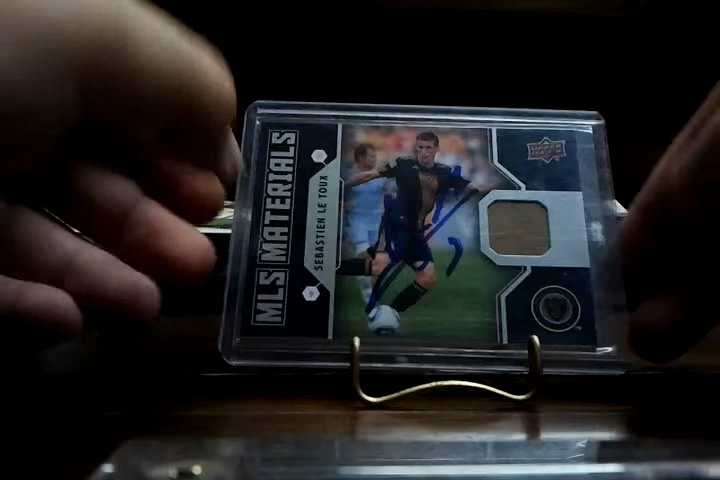 MLS MATERIALS
SEBASTIEN LE TOUX
UPPER DECK